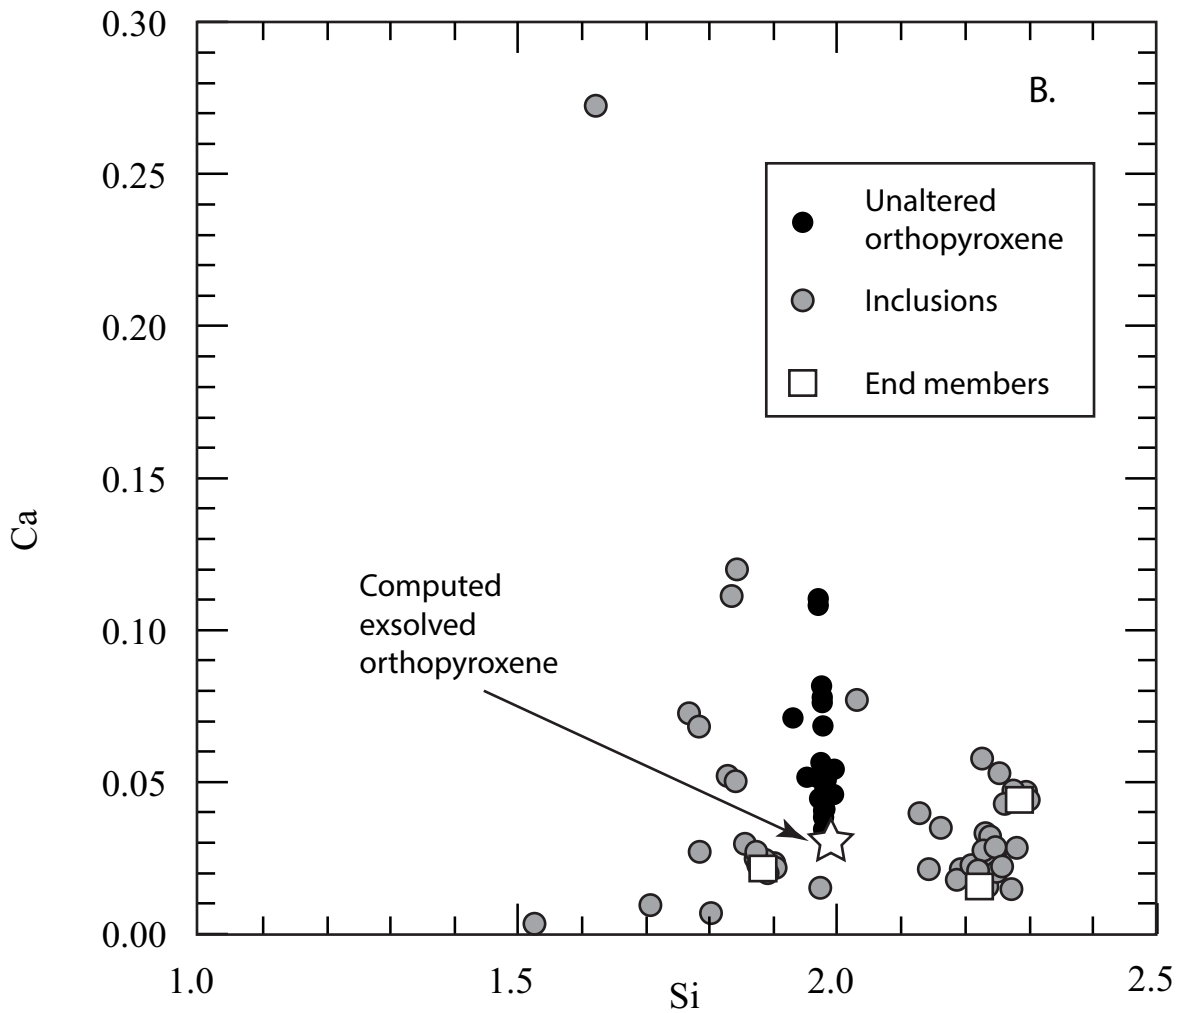 0.30
B.
0.25
Unaltered
orthopyroxene
Inclusions
End members
0.20
0.15
Ca
Computed
exsolved
orthopyroxene
0.10
0.05
0.00
1.0
1.5
2.0
2.5
Si